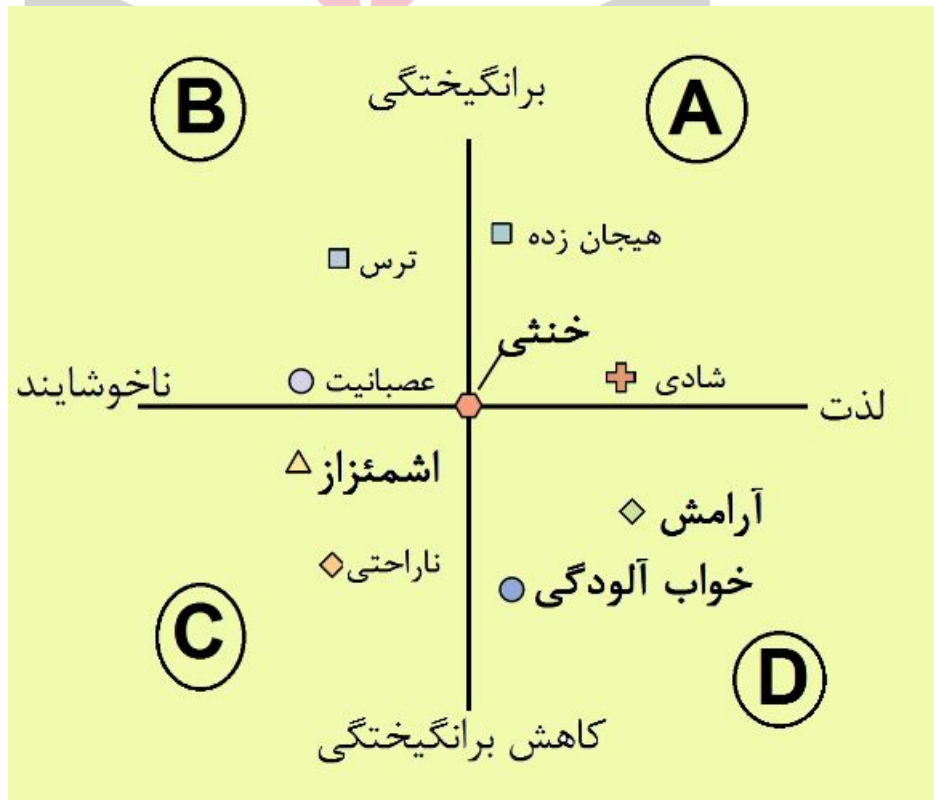 B
برانگیختگی
A
هیجان زده
ترس
خنثی
شادی
عصبانیت
ناخوشایند
لذت
اشمئزاز
آرامش
ناراحتی
خواب آلودگی
C
D
کاهش برانگیختگی